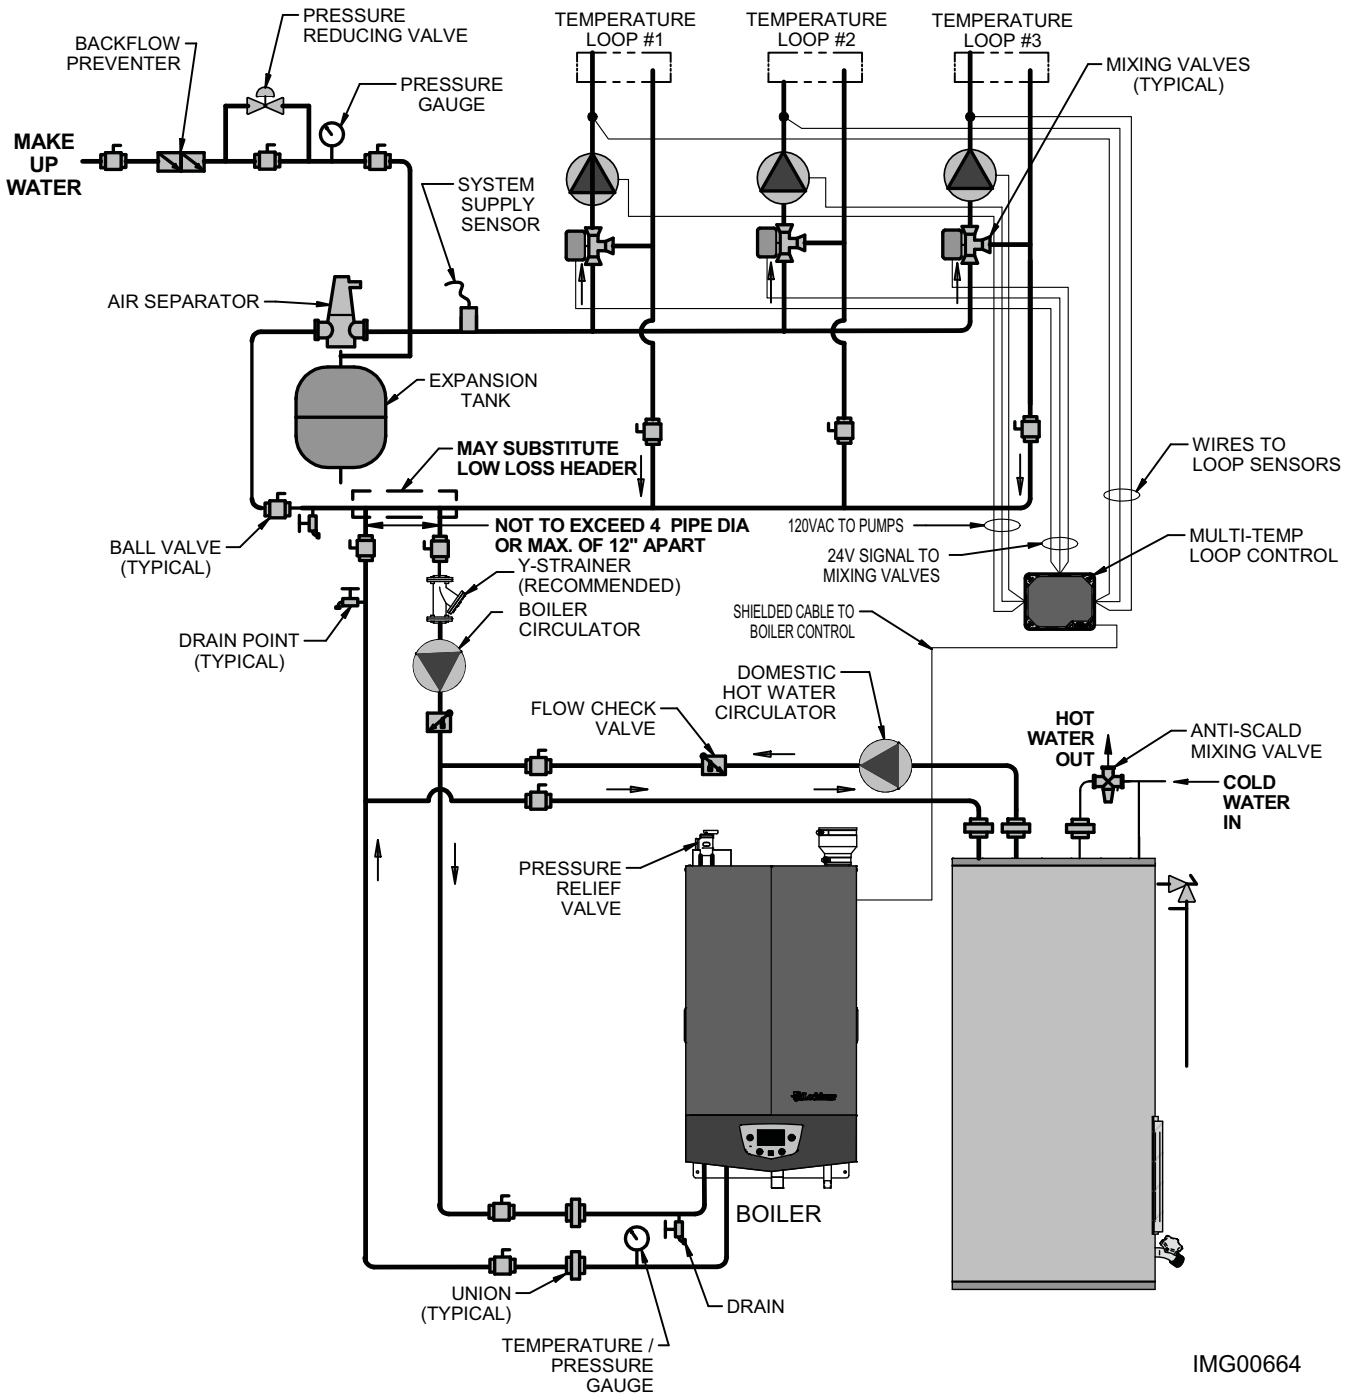 PRESSURE
REDUCING VALVE
BACKFLOW
PREVENTER
PRESSURE
GAUGE
MAKE
UP
WATER
TEMPERATURE
LOOP #1
TEMPERATURE
LOOP #2
TEMPERATURE
LOOP #3
MIXING VALVES
(TYPICAL)
SYSTEM
SUPPLY
SENSOR
AIR SEPARATOR
EXPANSION
TANK
MAY SUBSTITUTE
LOW LOSS HEADER
WIRES TO
LOOP SENSORS
NOT TO EXCEED 4 PIPE DIA
OR MAX. OF 12" APART
120VAC TO PUMPS
24V SIGNAL TO
MIXING VALVES
MULTI-TEMP
LOOP CONTROL
BALL VALVE
(TYPICAL)
Y-STRAINER
(RECOMMENDED)
BOILER
CIRCULATOR
SHIELDED CABLE TO
BOILER CONTROL
DRAIN POINT
(TYPICAL)
DOMESTIC
HOT WATER
CIRCULATOR
FLOW CHECK
VALVE
HOT
WATER
OUT
ANTI-SCALD
MIXING VALVE
COLD
WATER
IN
PRESSURE
RELIEF
VALVE
Lochinvar
BOILER
UNION
(TYPICAL)
DRAIN
TEMPERATURE /
PRESSURE
GAUGE
IMG00664